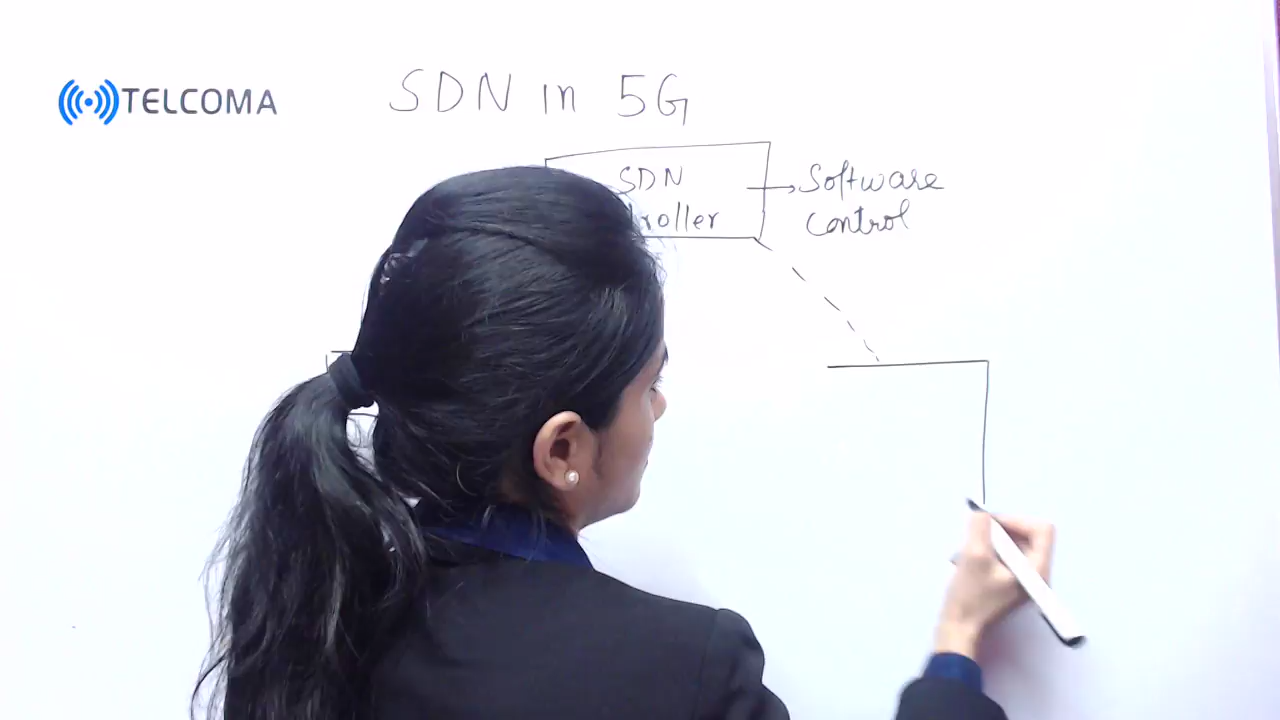 TELCOMA
SDN in 5G
SDN
roller
Software
control